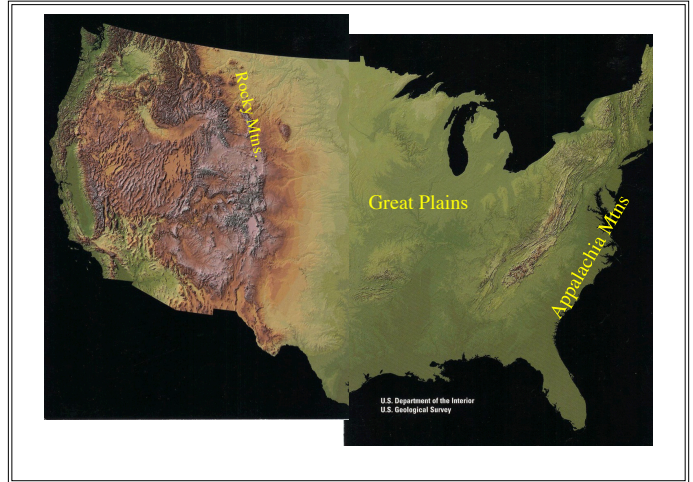 Rocky Mtns.
Great Plains
Appalachia Mtns
U.S. Department of the Interior
U.S. Geological Survey